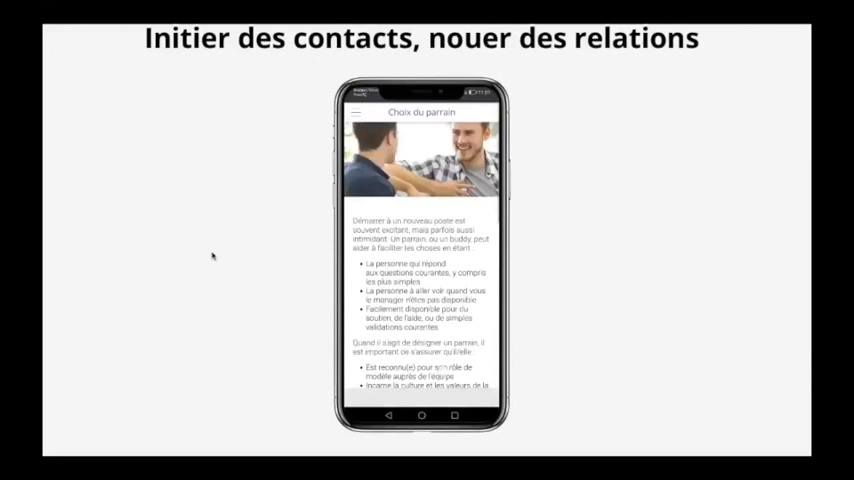 Initier des contacts, nouer des relations
Choix du parrain
Démarrer à un nouveau poste est
souvent excitant, mais parfois aussi
intimidant. Un parrain, ou un buddy, peut
aider à faciliter les choses en étant :
• La personne qui répond
aux questions courantes, y compris
les plus simples
• La personne à aller voir quand vous
le manager n'êtes pas disponible
• Facilement disponible pour du
soutien, de l'aide, ou de simples
validations courantes
Quand il s'agit de désigner un parrain, il
est important de s'assurer qu'il/elle :
• Est reconnu(e) pour son rôle de
modèle auprès de l'équipe
• Incarne la culture et les valeurs de la